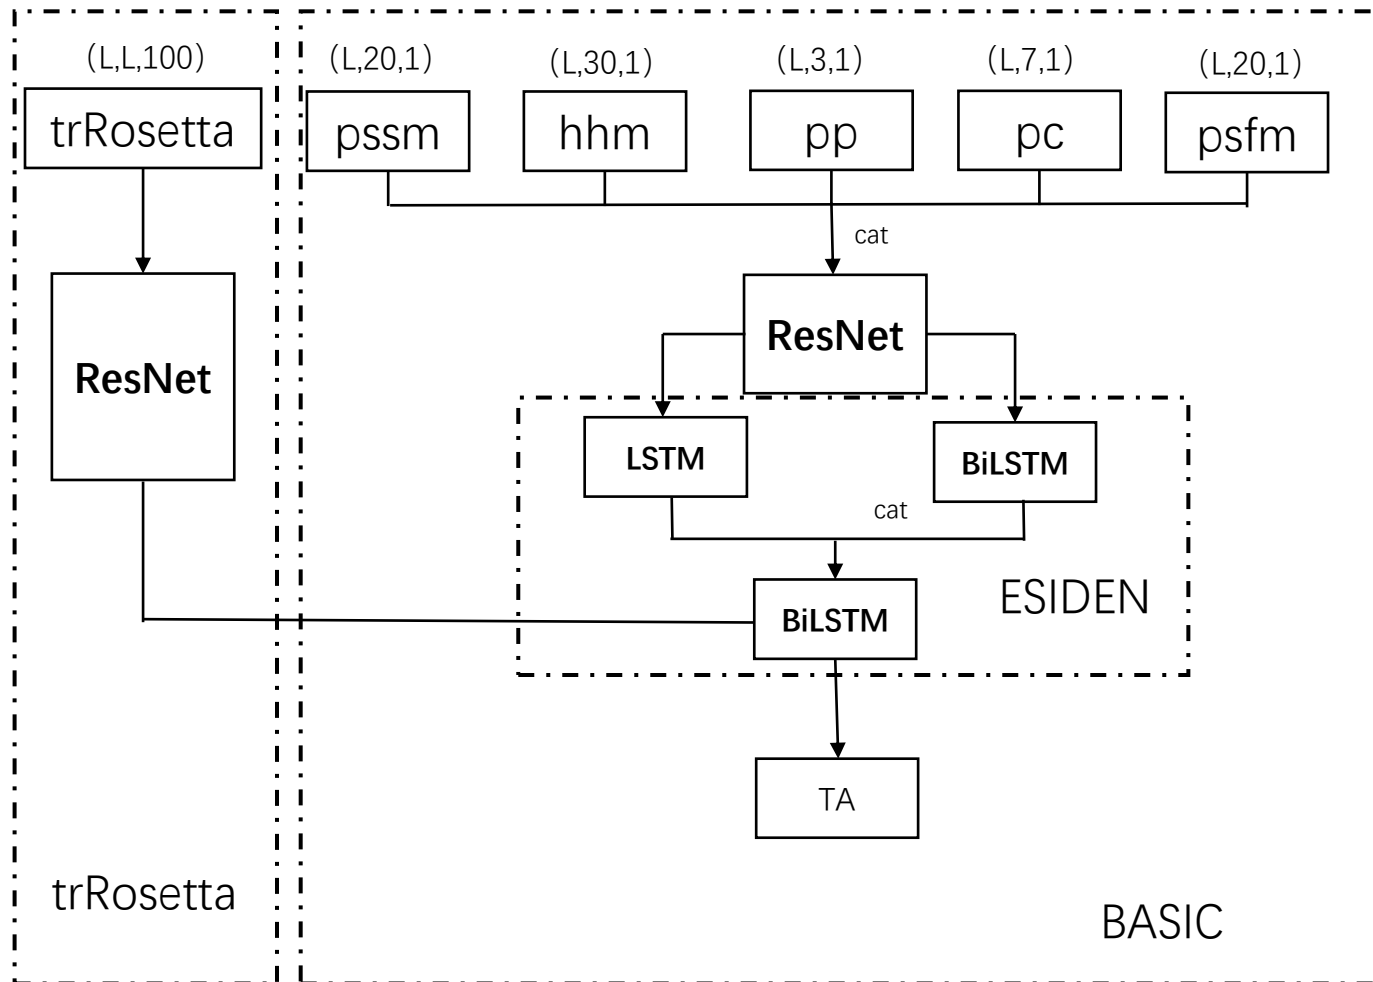 (L,L,100)
(L,20,1)
(L,30,1)
(L,3,1)
(L,7,1)
(L,20,1)
trRosetta
pssm
hhm
pp
pc
psfm
cat
ResNet
ResNet
LSTM
BiLSTM
cat
BiLSTM
ESIDEN
TA
trRosetta
BASIC